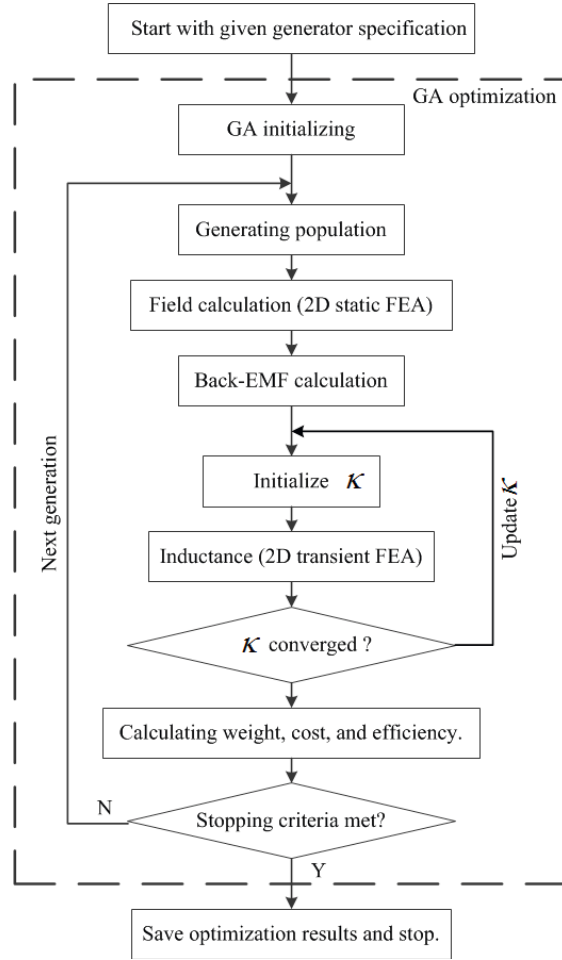 Start with given generator specification
GA optimization
GA initializing
Generating population
Field calculation (2D static FEA)
Back-EMF calculation
Initialize κ
Inductance (2D transient FEA)
κ converged ?
Update κ
Calculating weight, cost, and efficiency.
Stopping criteria met?
N
Next generation
Y
Save optimization results and stop.